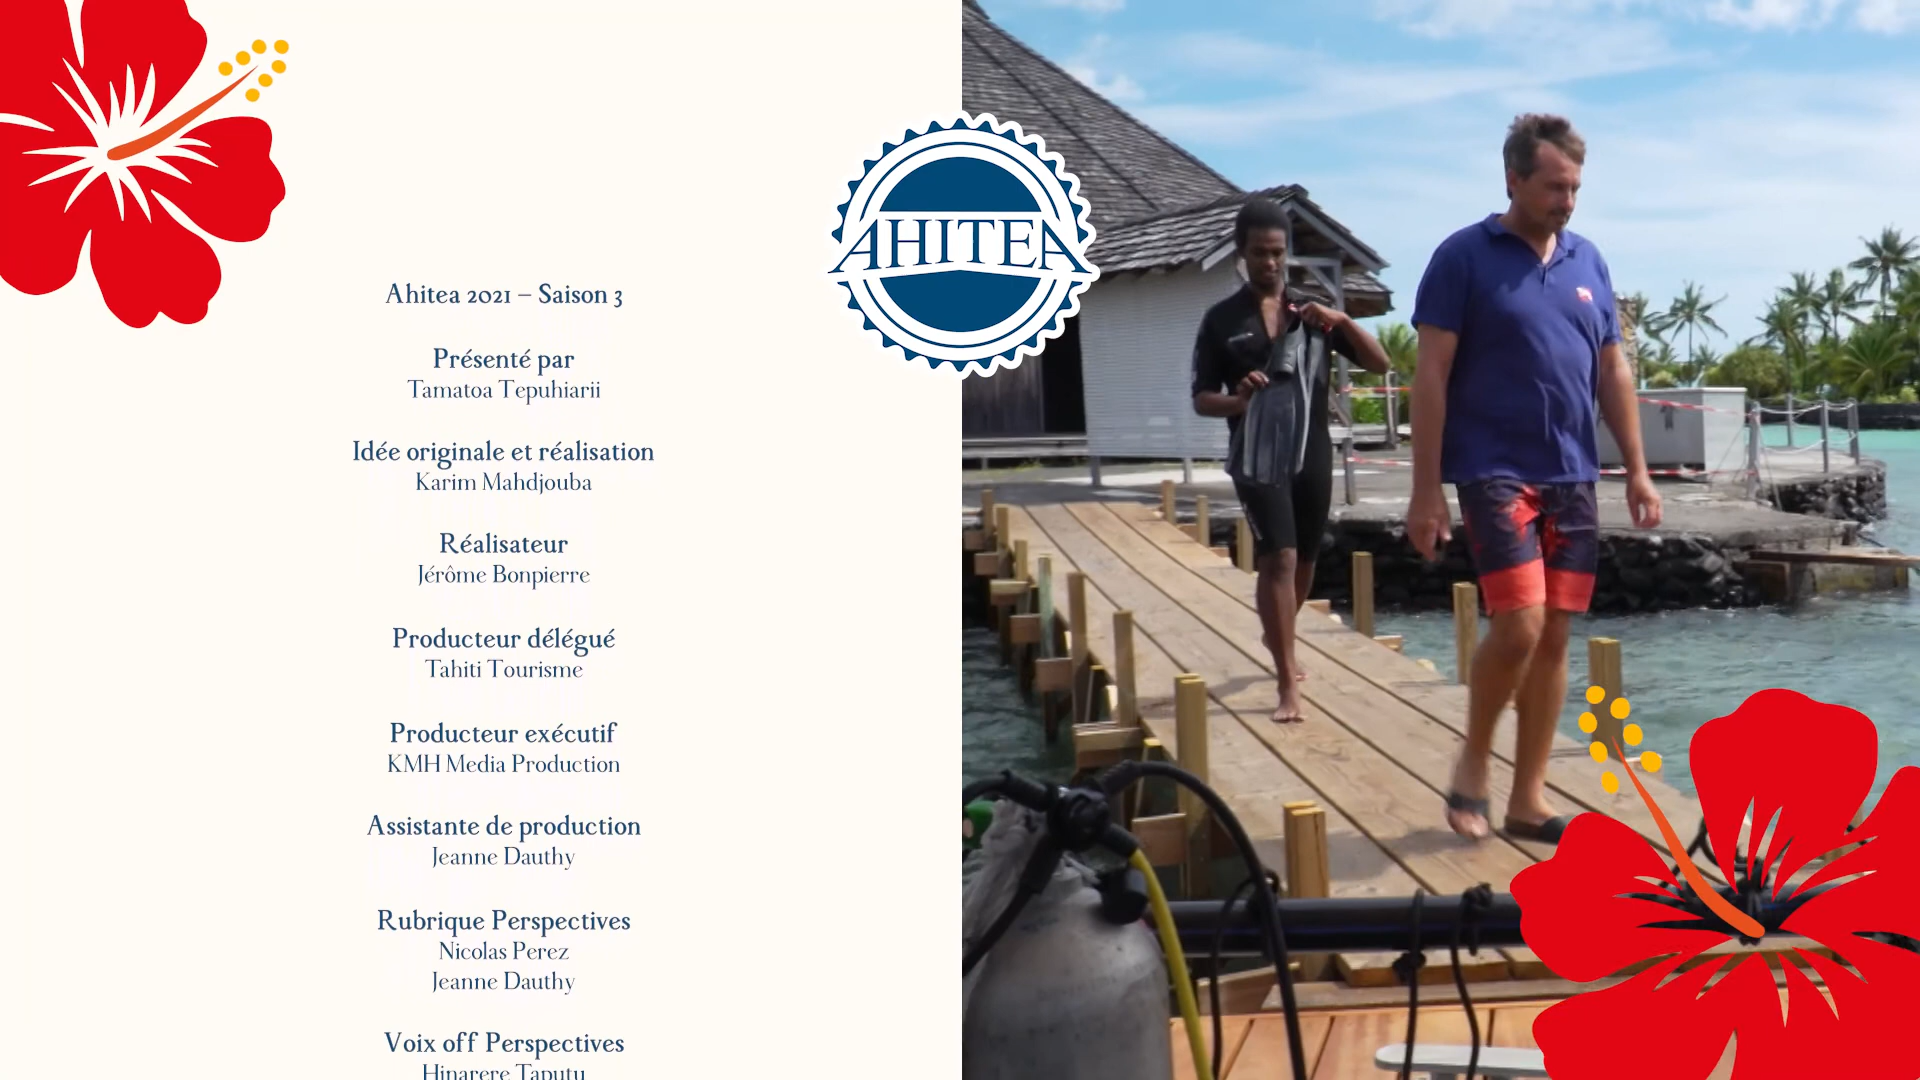 AHITEA
Ahitea 2021 – Saison 3
Présenté par
Tamatoa Tepuhiarii
Idée originale et réalisation
Karim Mahdjouba
Réalisateur
Jérôme Bonpierre
Producteur délégué
Tahiti Tourisme
Producteur exécutif
KMH Media Production
Assistante de production
Jeanne Dauthy
Rubrique Perspectives
Nicolas Perez
Jeanne Dauthy
Voix off Perspectives
Hinarere Taputu